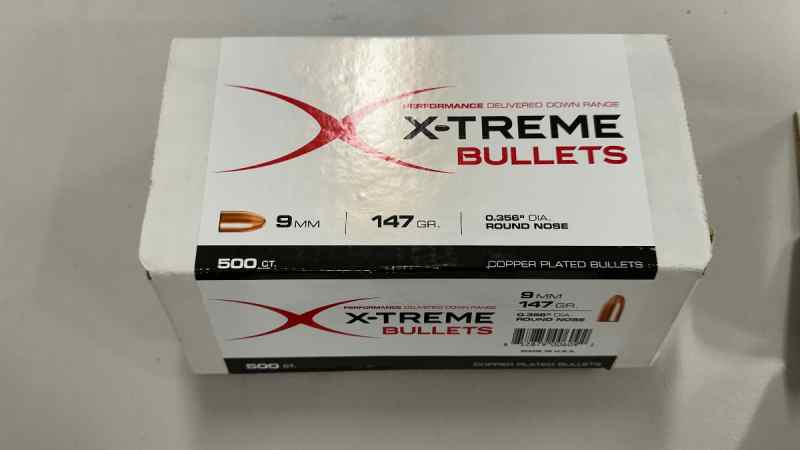 PERFORMANCE DELIVERED DOWN RANGE
X-TREME
BULLETS
9MM
147 GR.
0.356" DIA.
ROUND NOSE
500 CT.
COPPER PLATED BULLETS
PERFORMANCE DELIVERED DOWN RANGE
X-TREME
BULLETS
9MM
147 GR.
0.356" DIA.
ROUND NOSE
MADE IN U.S.A.
500 CT.
COPPER PLATED BULLETS